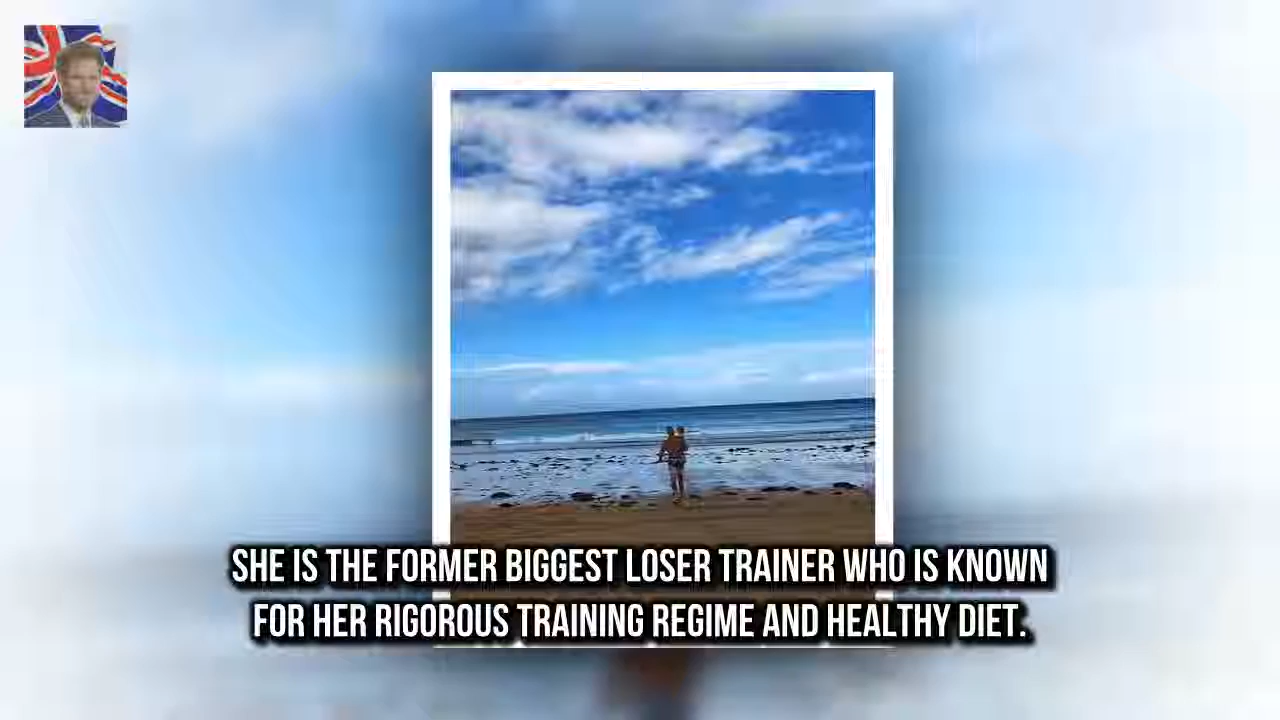 SHE IS THE FORMER BIGGEST LOSER TRAINER WHO IS KNOWN
FOR HER RIGOROUS TRAINING REGIME AND HEALTHY DIET.